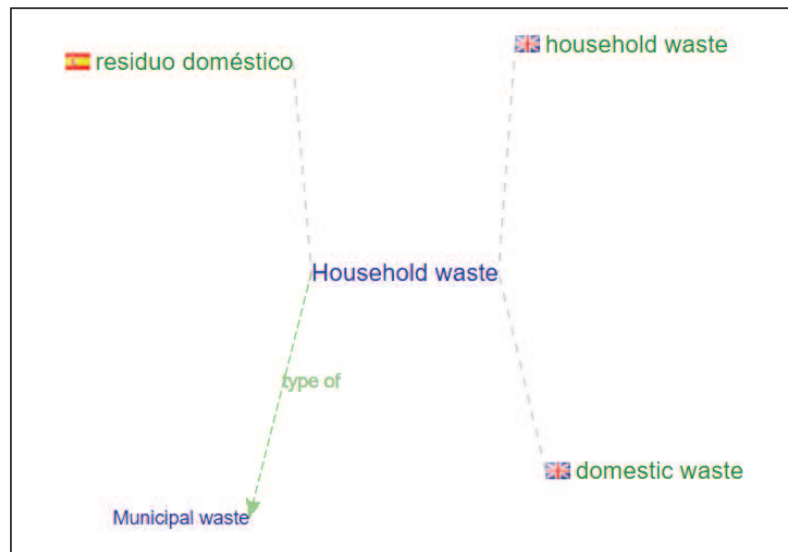 residuo doméstico
household waste
Household waste
type of
domestic waste
Municipal waste